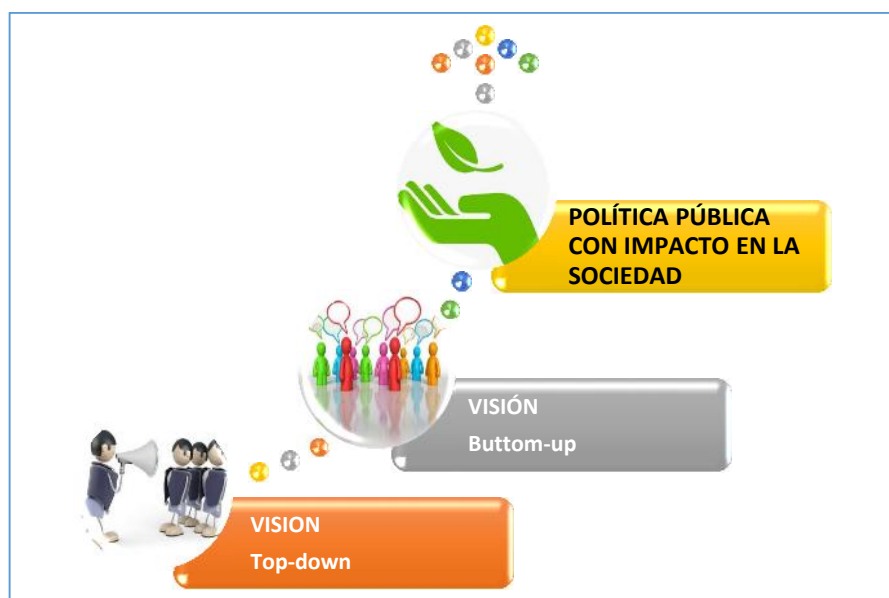 POLÍTICA PÚBLICA
CON IMPACTO EN LA
SOCIEDAD
VISIÓN
Buttom-up
VISION
Top-down